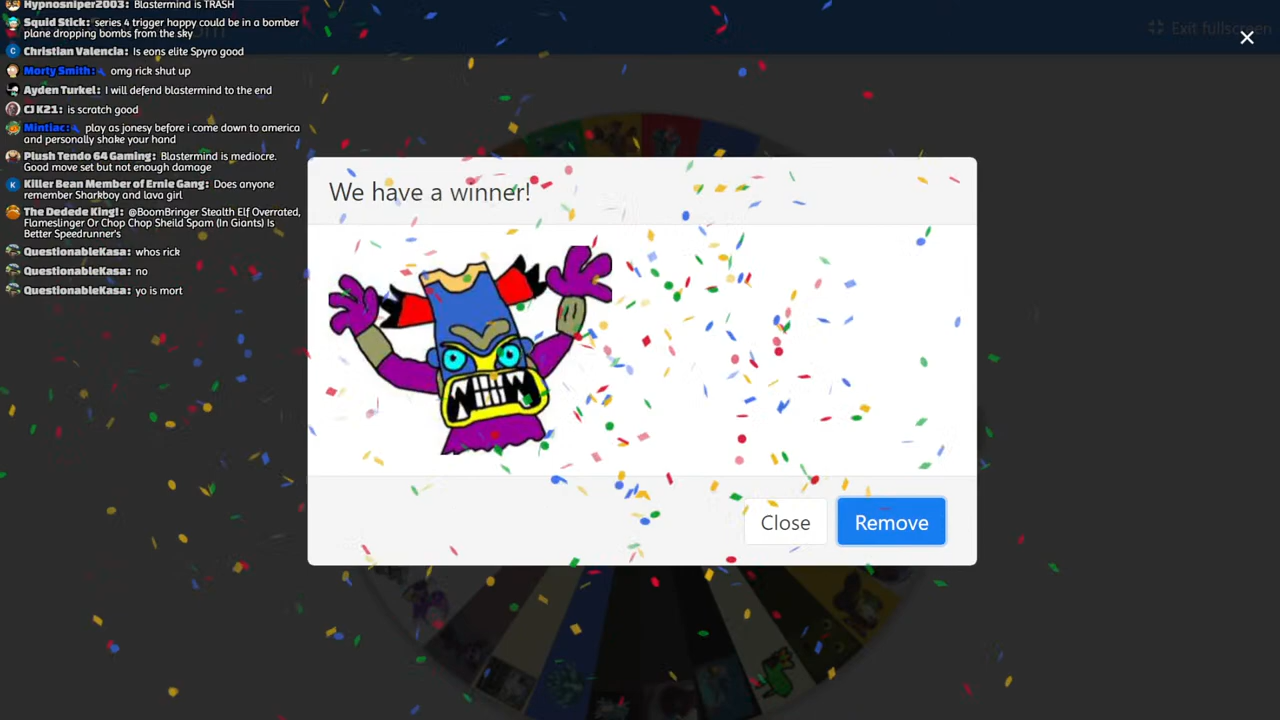 Hypnosniper2003: Blastermind is TRASH
Squid Stick: series 4 trigger happy could be in a bomber
plane dropping bombs from the sky
Christian Valencia: Is eons elite Spyro good
Morty Smith: omg rick shut up
Ayden Turkel: I will defend blastermind to the end
CJ K21: is scratch good
Mintiac: play as jonesy before i come down to america
and personally shake your hand
Plush Tendo 64 Gaming: Blastermind is mediocre.
Good move set but not enough damage
Killer Bean Member of Ernie Gang: Does anyone
remember Sharkboy and lava girl
The Dedede King!: @BoomBringer Stealth Elf Overrated,
Flameslinger Or Chop Chop Sheild Spam (In Giants) Is
Better Speedrunner's
QuestionableKasa: whos rick
QuestionableKasa: no
QuestionableKasa: yo is mort
Exit fullscreen
We have a winner!
Close
Remove